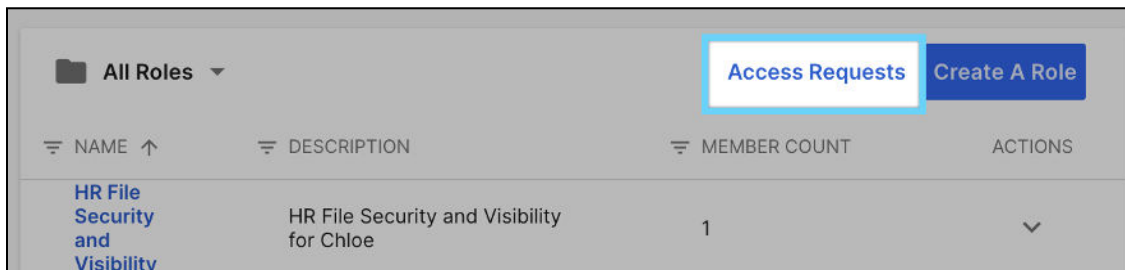 All Roles
Access Requests
Create A Role
NAME
DESCRIPTION
MEMBER COUNT
ACTIONS
HR File
Security
and
Visibility
HR File Security and Visibility
for Chloe
1